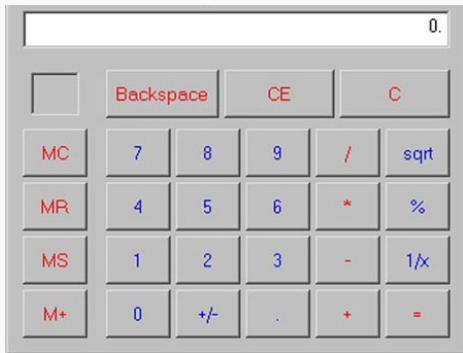 0.
Backspace CE C
MC 7 8 9 / sqrt
MR 4 5 6 * %
MS 1 2 3 - 1/x
M+ 0 +/- . + =